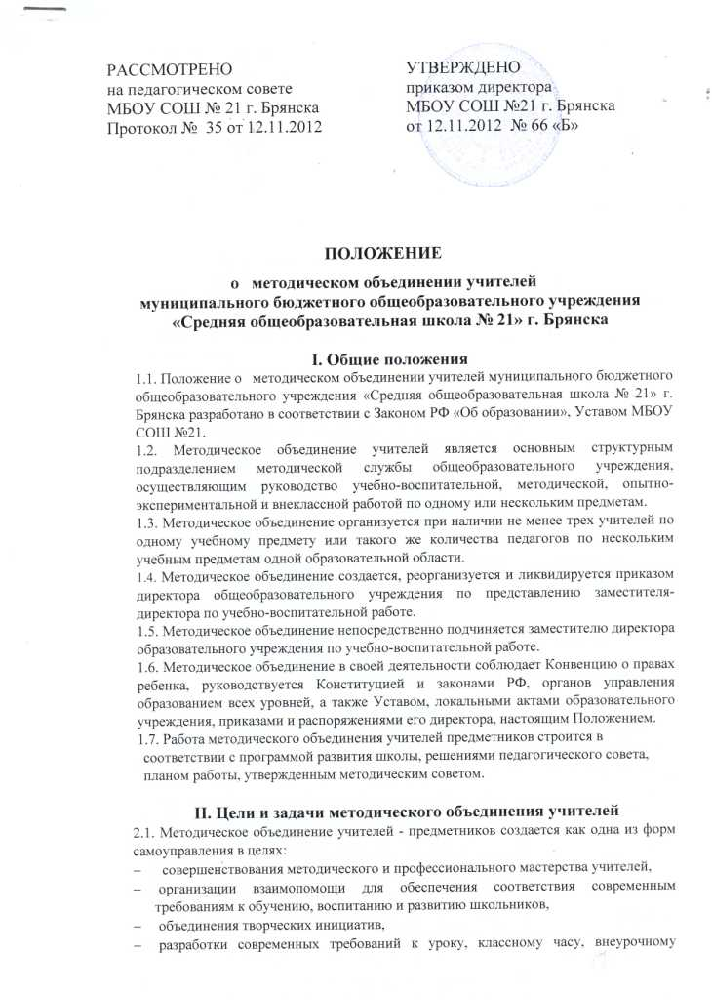 РАССМОТРЕНО
на педагогическом совете
МБОУ СОШ № 21 г. Брянска
Протокол № 35 от 12.11.2012
УТВЕРЖДЕНО
приказом директора
МБОУ СОШ №21 г. Брянска
от 12.11.2012 № 66 «Б»
ПОЛОЖЕНИЕ
о методическом объединении учителей
муниципального бюджетного общеобразовательного учреждения
«Средняя общеобразовательная школа № 21» г. Брянска
I. Общие положения
1.1. Положение о методическом объединении учителей муниципального бюджетного
общеобразовательного учреждения «Средняя общеобразовательная школа № 21» г.
Брянска разработано в соответствии с Законом РФ «Об образовании», Уставом МБОУ
СОШ №21.
1.2. Методическое объединение учителей является основным структурным
подразделением методической службы общеобразовательного учреждения,
осуществляющим руководство учебно-воспитательной, методической, опытно-
экспериментальной и внеклассной работой по одному или нескольким предметам.
1.3. Методическое объединение организуется при наличии не менее трех учителей по
одному учебному предмету или такого же количества педагогов по нескольким
учебным предметам одной образовательной области.
1.4. Методическое объединение создается, реорганизуется и ликвидируется приказом
директора общеобразовательного учреждения по представлению заместителя-
директора по учебно-воспитательной работе.
1.5. Методическое объединение непосредственно подчиняется заместителю директора
образовательного учреждения по учебно-воспитательной работе.
1.6. Методическое объединение в своей деятельности соблюдает Конвенцию о правах
ребенка, руководствуется Конституцией и законами РФ, органов управления
образованием всех уровней, а также Уставом, локальными актами образовательного
учреждения, приказами и распоряжениями его директора, настоящим Положением.
1.7. Работа методического объединения учителей предметников строится в
соответствии с программой развития школы, решениями педагогического совета,
планом работы, утвержденным методическим советом.
II. Цели и задачи методического объединения учителей
2.1. Методическое объединение учителей - предметников создается как одна из форм
самоуправления в целях:
– совершенствования методического и профессионального мастерства учителей,
– организации взаимопомощи для обеспечения соответствия современным
требованиям к обучению, воспитанию и развитию школьников,
– объединения творческих инициатив,
– разработки современных требований к уроку, классному часу, внеурочному